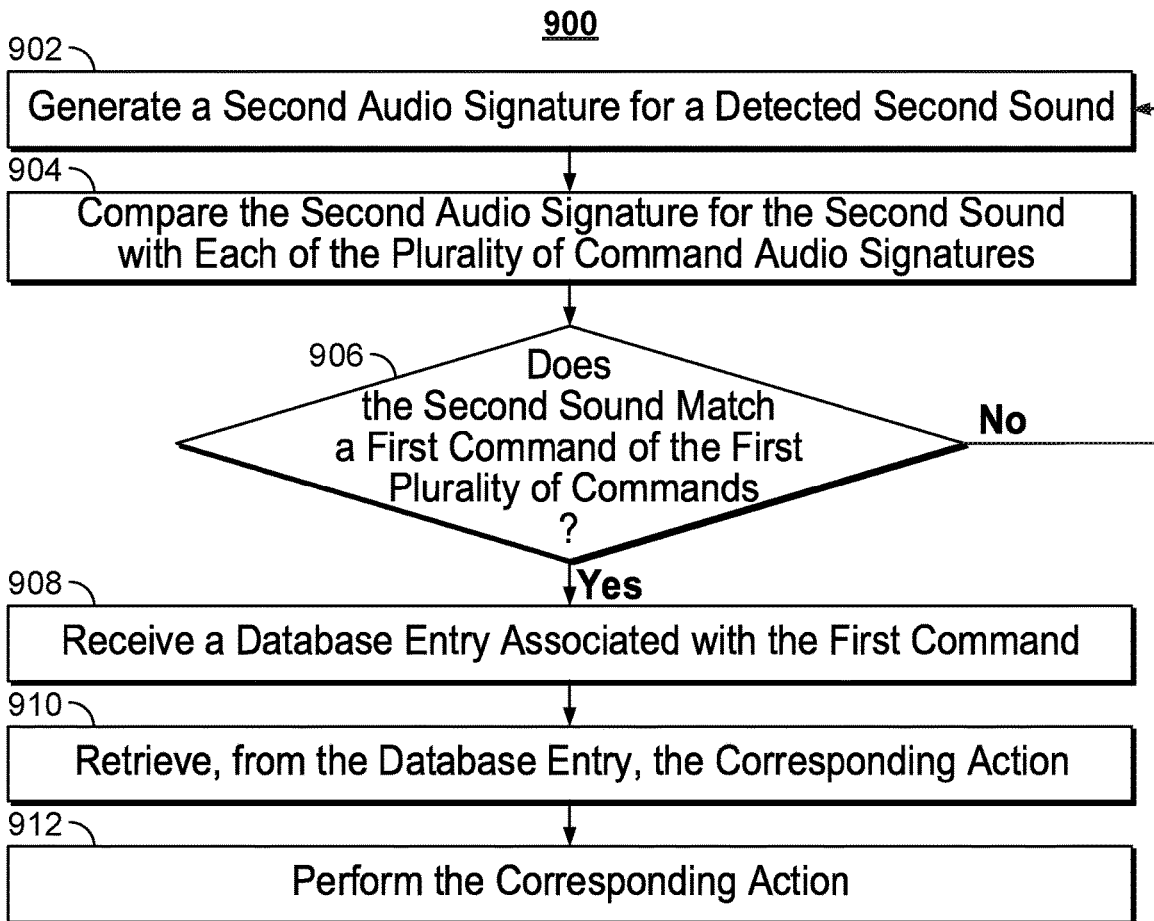 900
902
Generate a Second Audio Signature for a Detected Second Sound
904
Compare the Second Audio Signature for the Second Sound
with Each of the Plurality of Command Audio Signatures
906
Does
the Second Sound Match
a First Command of the First
Plurality of Commands
?
No
Yes
908
Receive a Database Entry Associated with the First Command
910
Retrieve, from the Database Entry, the Corresponding Action
912
Perform the Corresponding Action